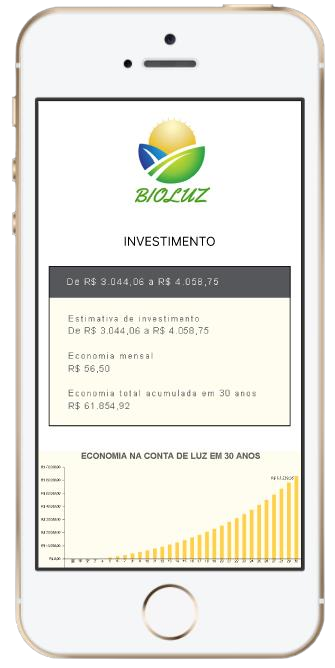 BIOLUZ
INVESTIMENTO
De R$ 3.044,06 a R$ 4.058,75
Estimativa de investimento
De R$ 3.044,06 a R$ 4.058,75
Economia mensal
R$ 56,50
Economia total acumulada em 30 anos
R$ 61.854,92
ECONOMIA NA CONTA DE LUZ EM 30 ANOS